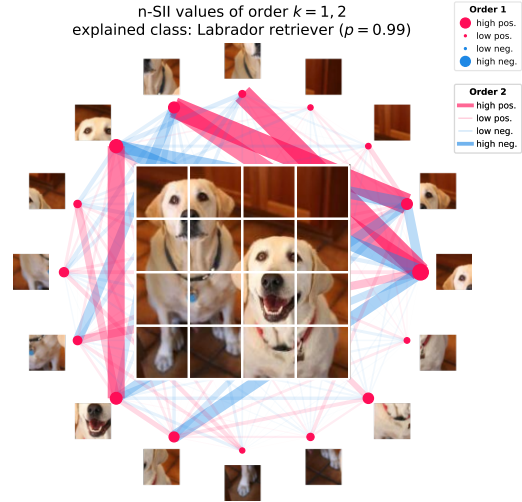 n-SII values of order k = 1, 2
explained class: Labrador retriever (p = 0.99)
Order 1
high pos.
low pos.
low neg.
high neg.
Order 2
high pos.
low pos.
low neg.
high neg.